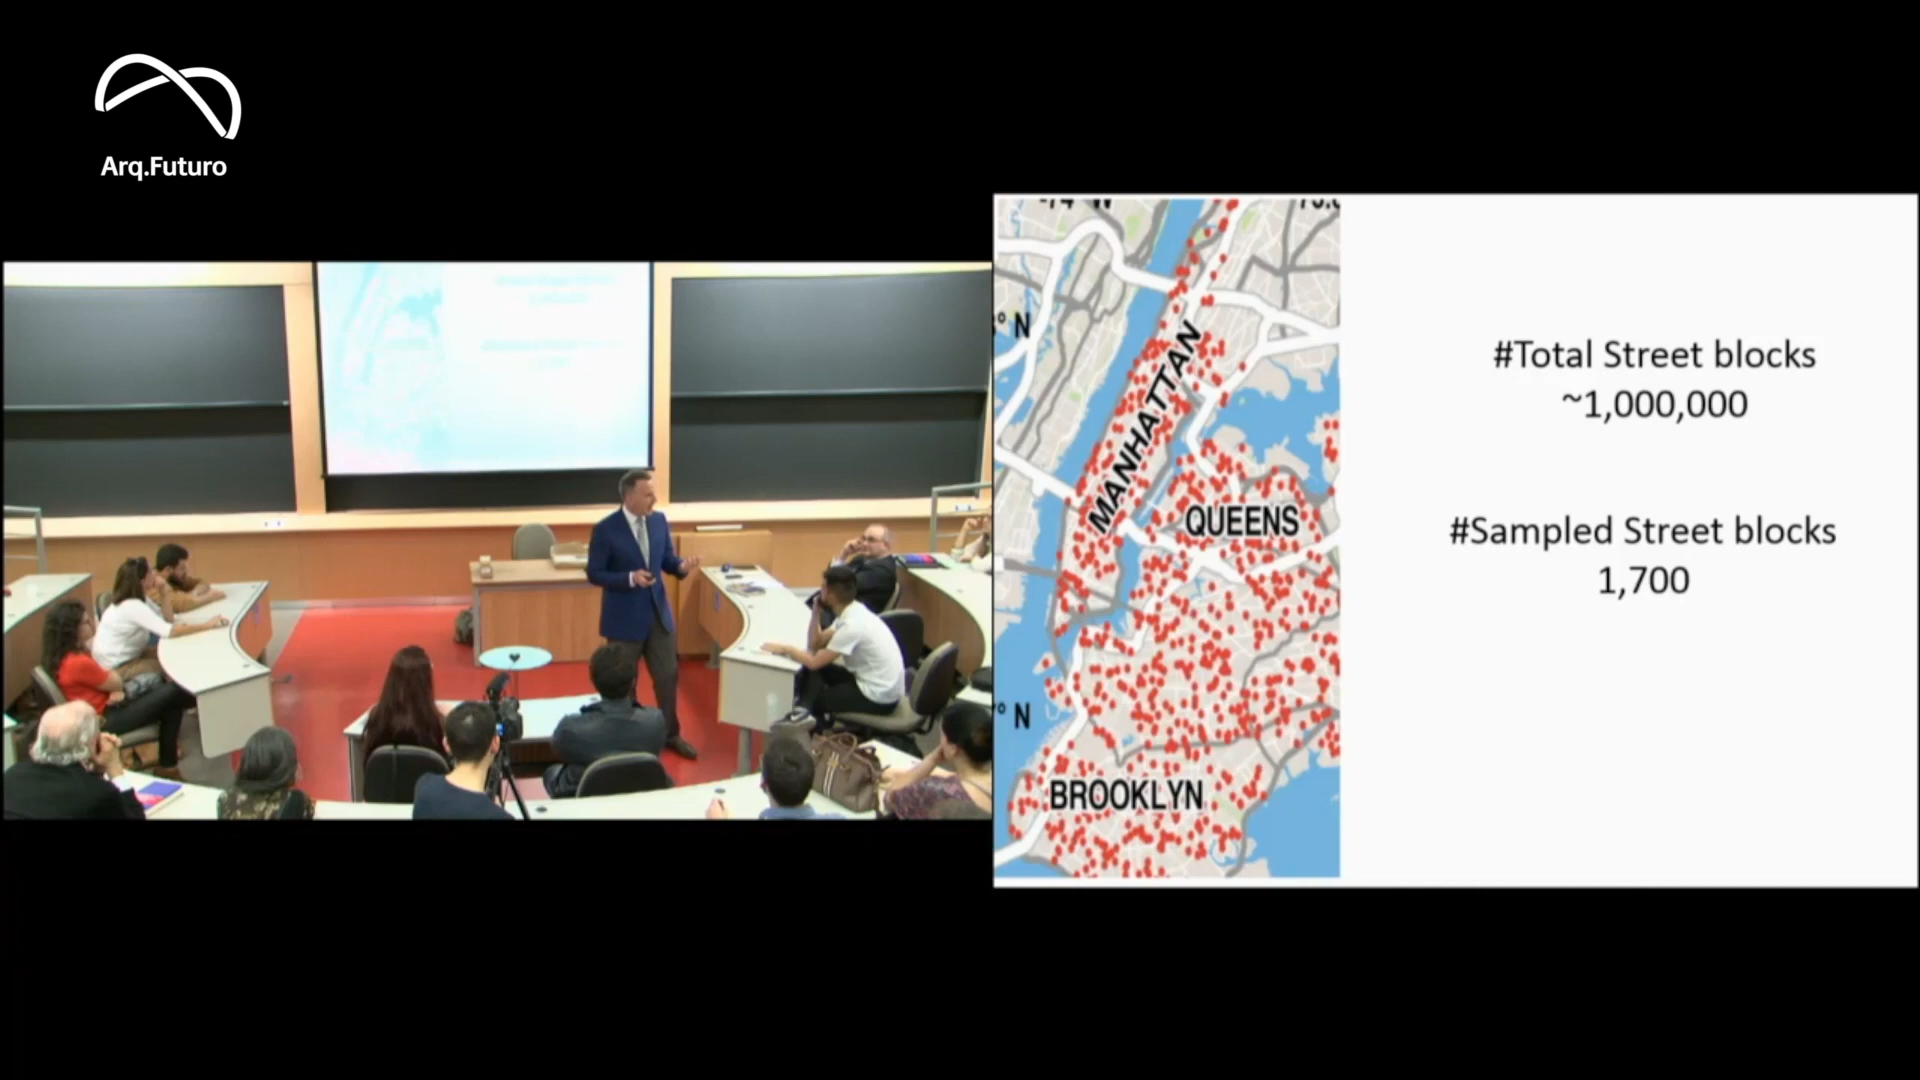 Arq.Futuro
° N
MANHATTAN
QUEENS
° N
BROOKLYN
#Total Street blocks
~1,000,000
#Sampled Street blocks
1,700